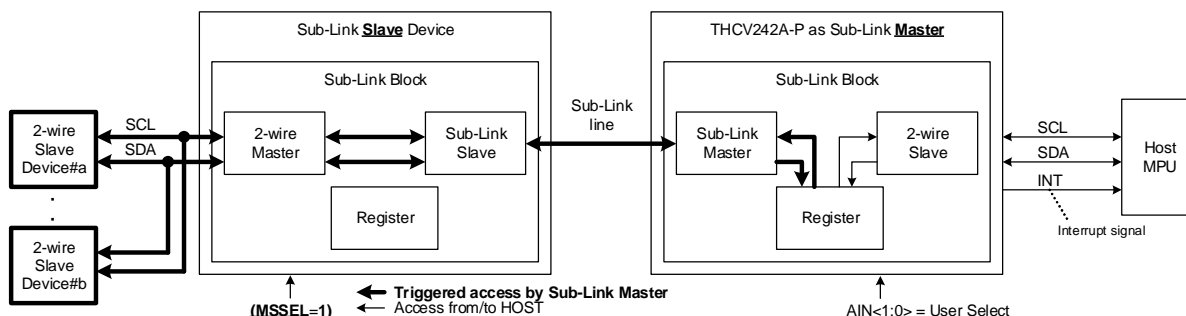 Sub-Link Slave Device
Sub-Link Block
2-wire
Slave
Device#a
SCL
SDA
2-wire
Master
Sub-Link
Slave
Register
.
.
2-wire
Slave
Device#b
(MSSEL=1)
Sub-Link
line
THCV242A-P as Sub-Link Master
Sub-Link Block
Sub-Link
Master
2-wire
Slave
Register
SCL
SDA
INT
Host
MPU
Interrupt signal
Triggered access by Sub-Link Master
Access from/to HOST
AIN<1:0> = User Select